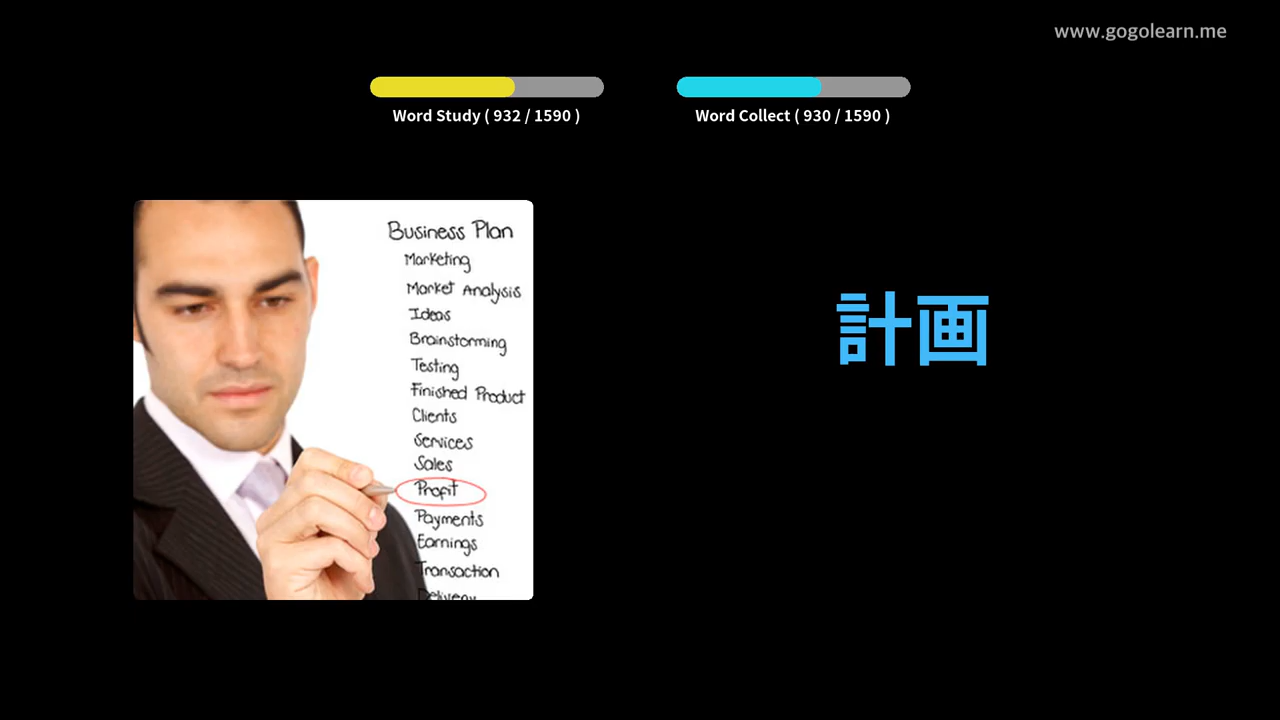 www.gogolearn.me
Word Study ( 932 / 1590 )
Word Collect ( 930 / 1590 )
Business Plan
Marketing
Market Analysis
Ideas
Brainstorming
Testing
Finished Product
Clients
Services
Sales
Profit
Payments
Earnings
Transaction
Delivery
計画